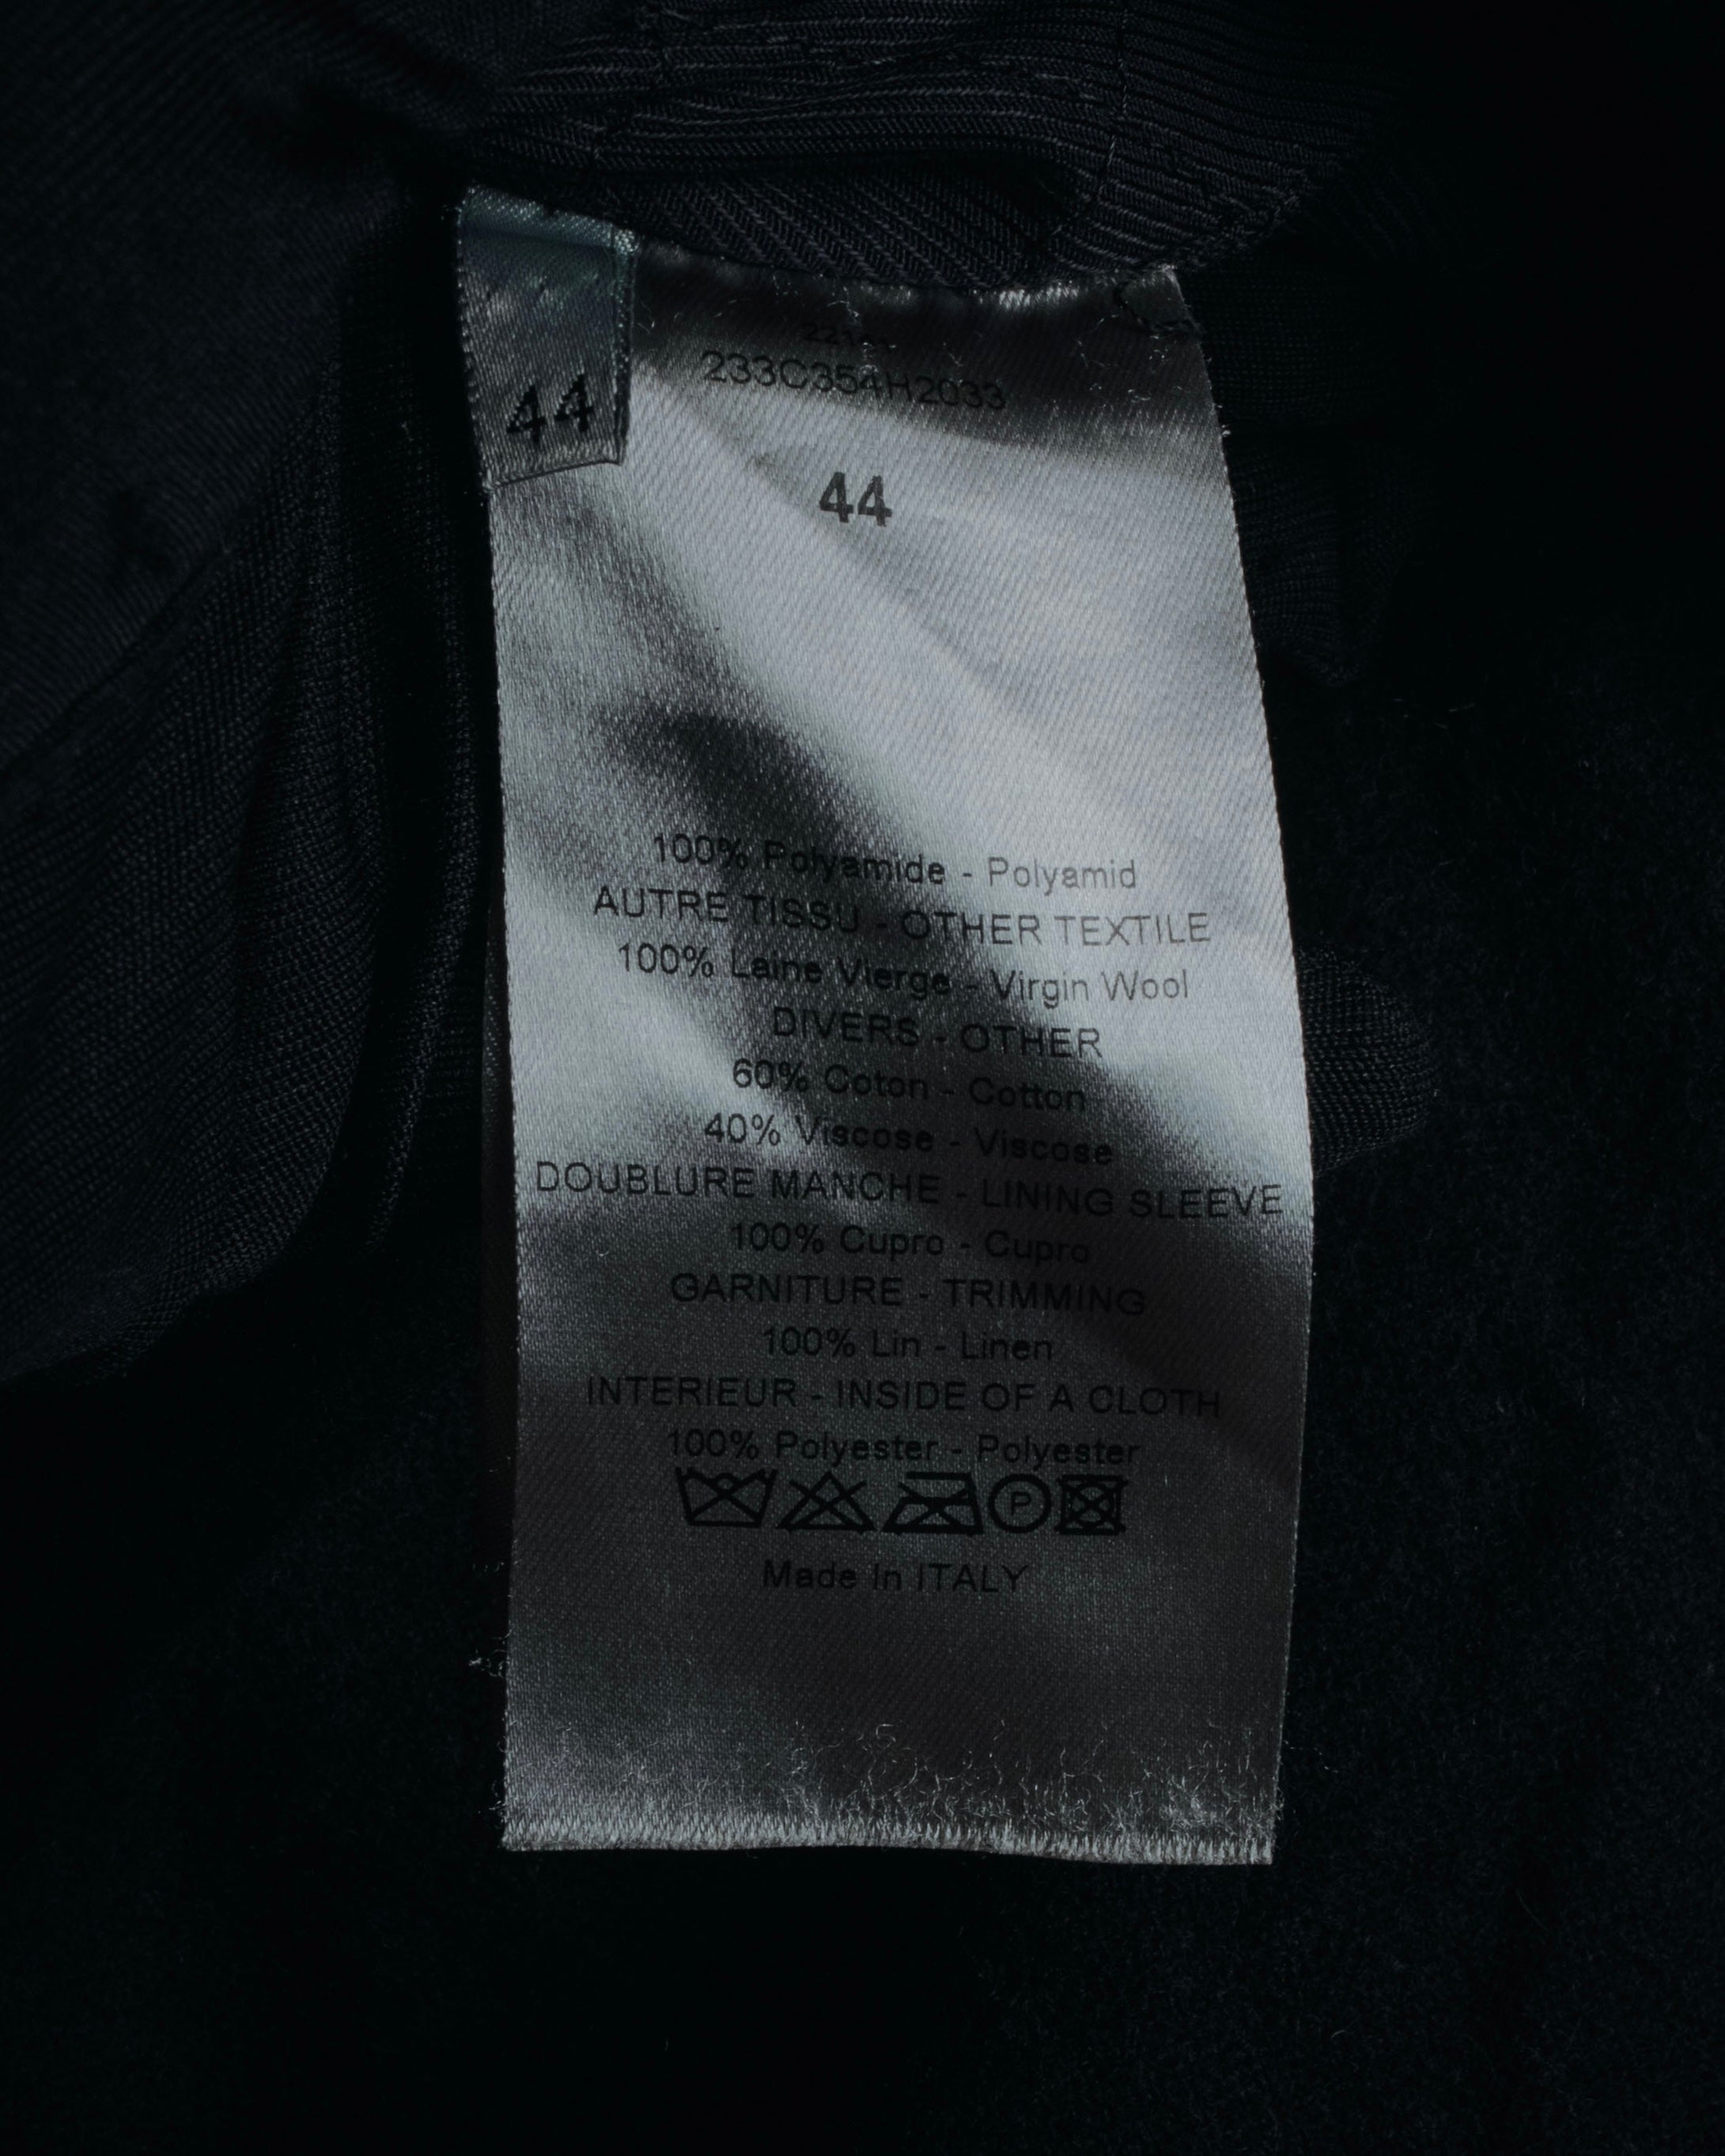 44
233C354H2033
44
100% Polyamide - Polyamid
AUTRE TISSU - OTHER TEXTILE
100% Laine Vierge - Virgin Wool
DIVERS - OTHER
60% Coton - Cotton
40% Viscose - Viscose
DOUBLURE MANCHE - LINING SLEEVE
100% Cupro - Cupro
GARNITURE - TRIMMING
100% Lin - Linen
INTERIEUR - INSIDE OF A CLOTH
100% Polyester - Polyester
P
Made In ITALY